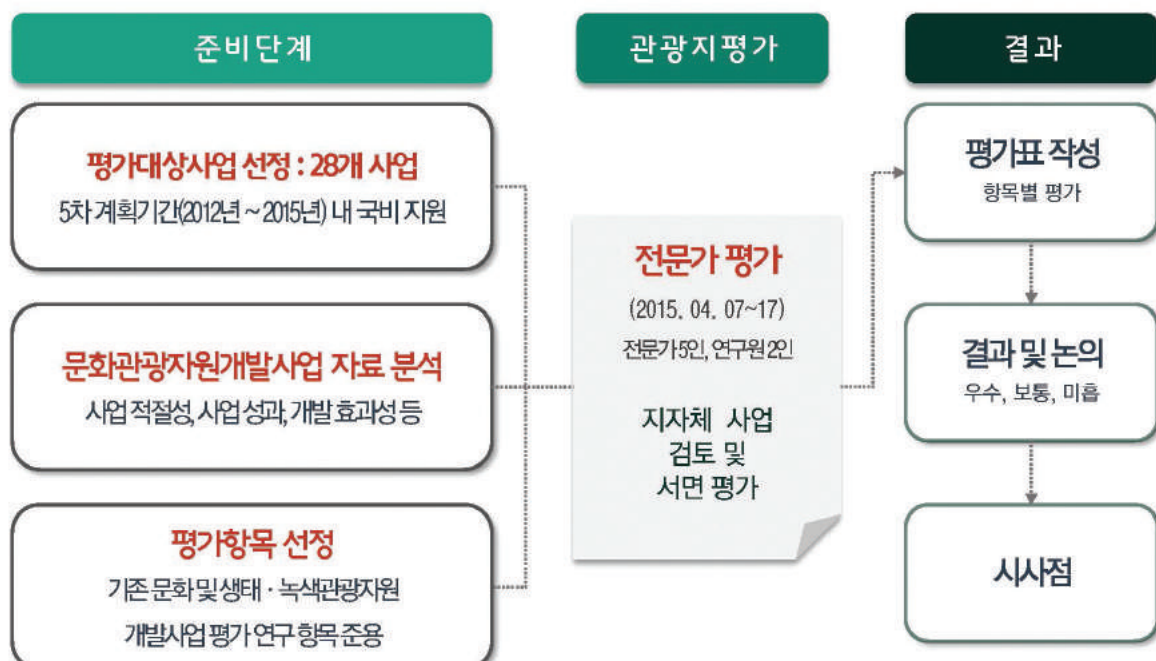 준비단계
평가대상사업 선정 : 28개 사업
5차 계획기간(2012년 ~ 2015년) 내 국비 지원
문화관광자원개발사업 자료 분석
사업 적절성, 사업 성과, 개발 효과성 등
평가항목 선정
기존 문화 및 생태 · 녹색관광자원
개발사업 평가 연구 항목 준용
관광지평가
전문가 평가
(2015. 04. 07~17)
전문가 5인, 연구원 2인
지자체 사업
검토 및
서면 평가
결과
평가표 작성
항목별 평가
결과 및 논의
우수, 보통, 미흡
시사점